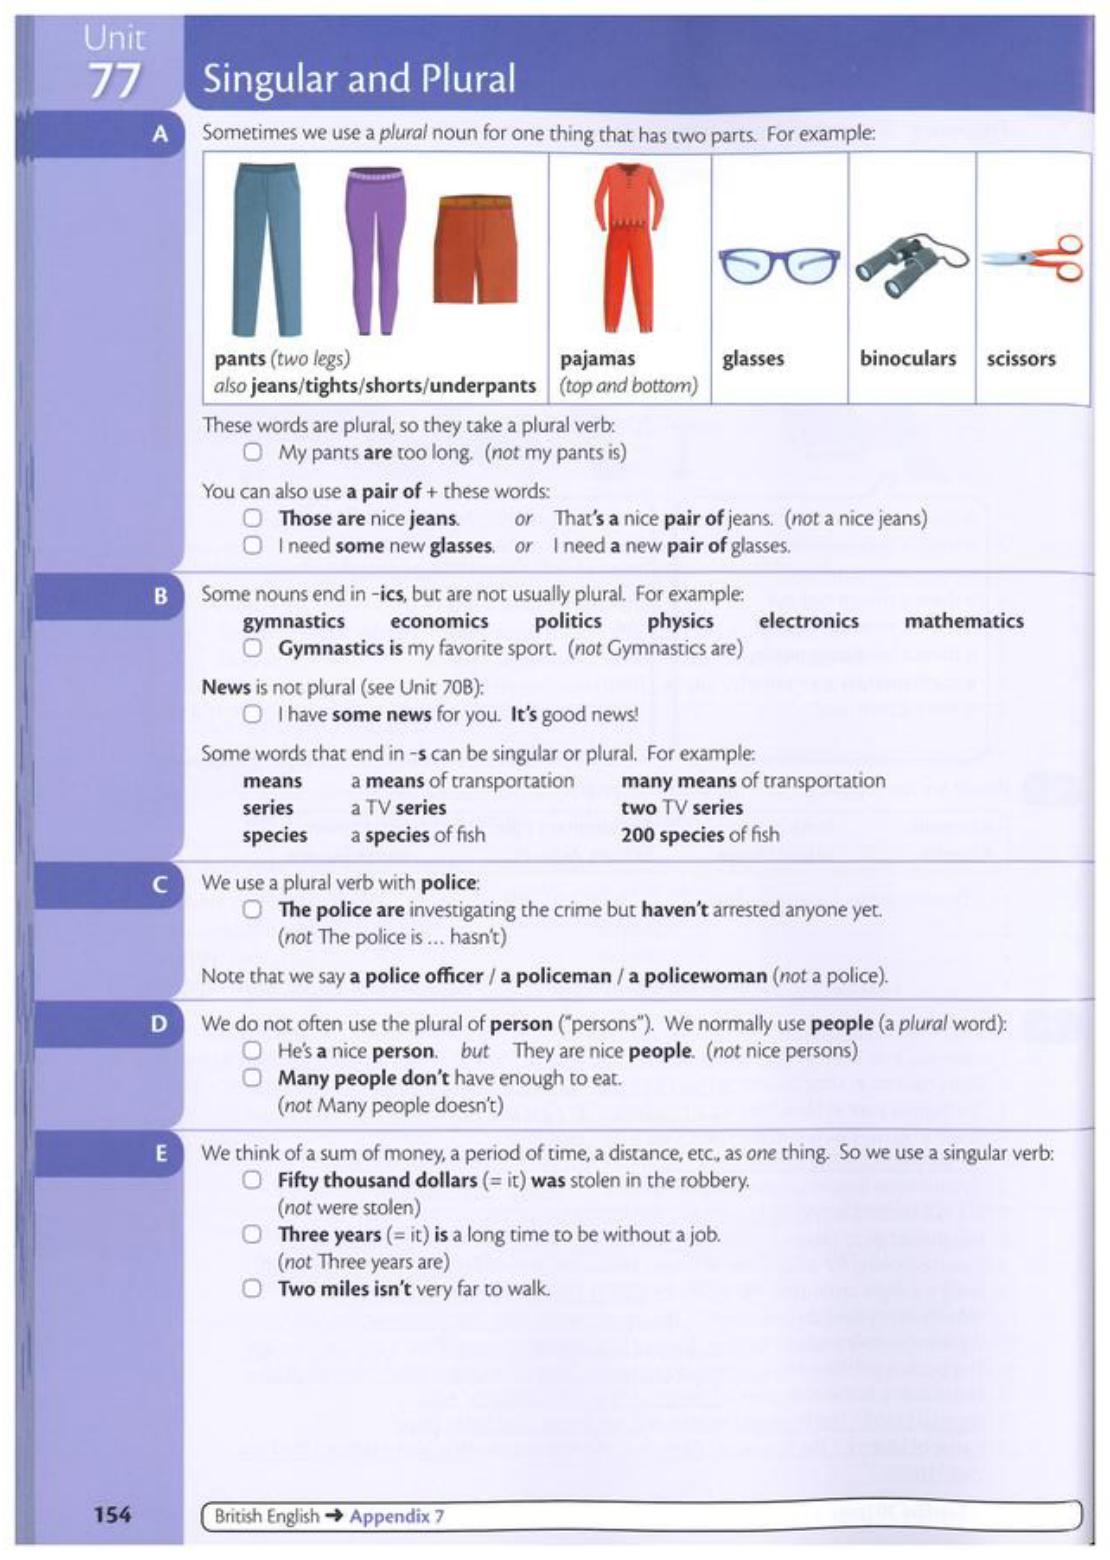 Unit
77
Singular and Plural
A
Sometimes we use a plural noun for one thing that has two parts. For example:
pants (two legs)
also jeans/tights/shorts/underpants
pajamas
(top and bottom)
glasses
binoculars
scissors
These words are plural, so they take a plural verb:
My pants are too long. (not my pants is)
You can also use a pair of + these words:
Those are nice jeans. or That's a nice pair of jeans. (not a nice jeans)
I need some new glasses. or I need a new pair of glasses.
B
Some nouns end in -ics, but are not usually plural. For example:
gymnastics economics politics physics electronics mathematics
Gymnastics is my favorite sport. (not Gymnastics are)
News is not plural (see Unit 70B):
I have some news for you. It's good news!
Some words that end in -s can be singular or plural. For example:
means a means of transportation many means of transportation
series a TV series two TV series
species a species of fish 200 species of fish
C
We use a plural verb with police:
The police are investigating the crime but haven't arrested anyone yet.
(not The police is ... hasn't)
Note that we say a police officer / a policeman / a policewoman (not a police).
D
We do not often use the plural of person ("persons"). We normally use people (a plural word):
He's a nice person. but They are nice people. (not nice persons)
Many people don't have enough to eat.
(not Many people doesn't)
E
We think of a sum of money, a period of time, a distance, etc., as one thing. So we use a singular verb:
Fifty thousand dollars (= it) was stolen in the robbery.
(not were stolen)
Three years (= it) is a long time to be without a job.
(not Three years are)
Two miles isn't very far to walk.
154
British English ➜ Appendix 7